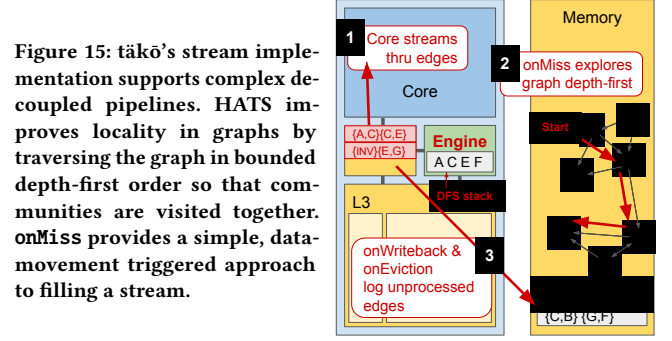 Figure 15: täkō's stream imple-
mentation supports complex de-
coupled pipelines. HATS im-
proves locality in graphs by
traversing the graph in bounded
depth-first order so that com-
munities are visited together.
onMiss provides a simple, data-
movement triggered approach
to filling a stream.
1
Core streams
thru edges
Core
Memory
2
onMiss explores
graph depth-first
Start
{A,C}{C,E}
{INV}{E,G}
Engine
A C E F
DFS stack
L3
3
onWriteback &
onEviction
log unprocessed
edges
{C,B} {G,F}